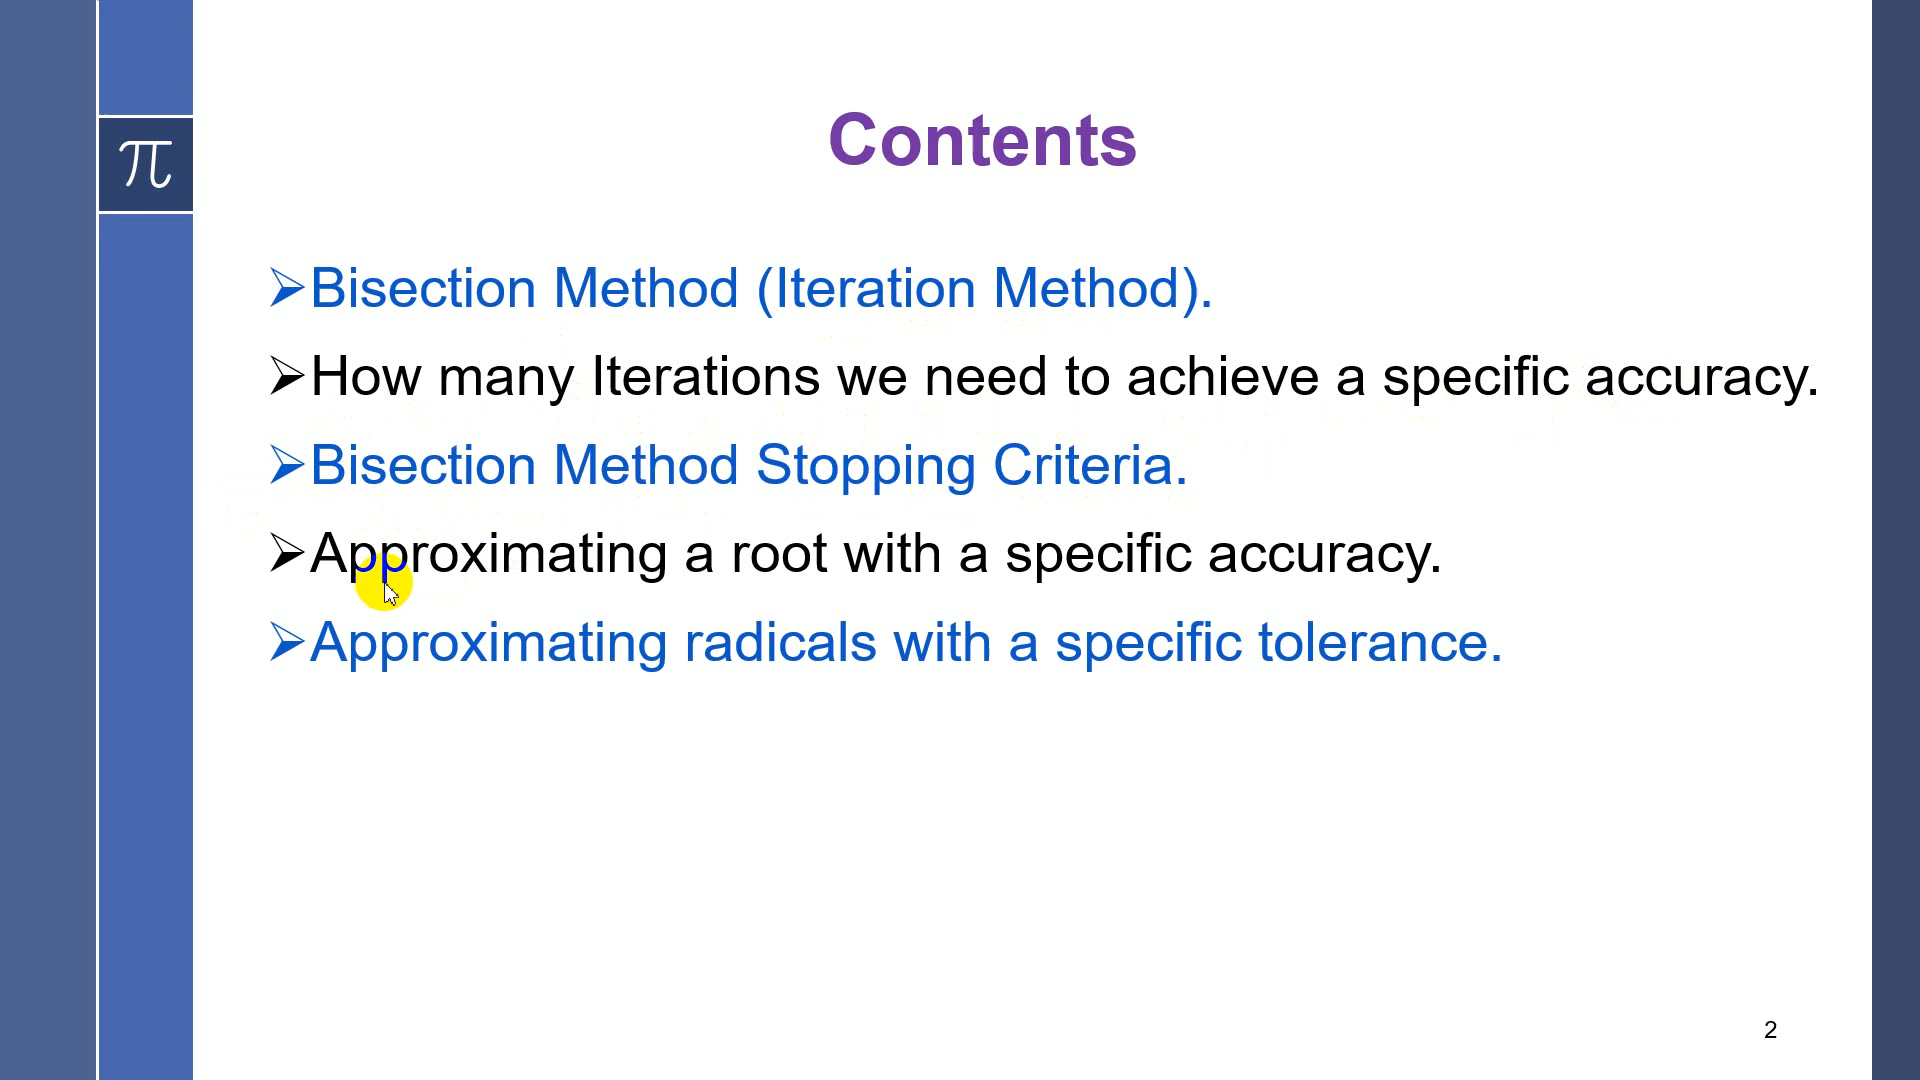 π
Contents
➢Bisection Method (Iteration Method).
➢How many Iterations we need to achieve a specific accuracy.
➢Bisection Method Stopping Criteria.
➢Approximating a root with a specific accuracy.
➢Approximating radicals with a specific tolerance.
2